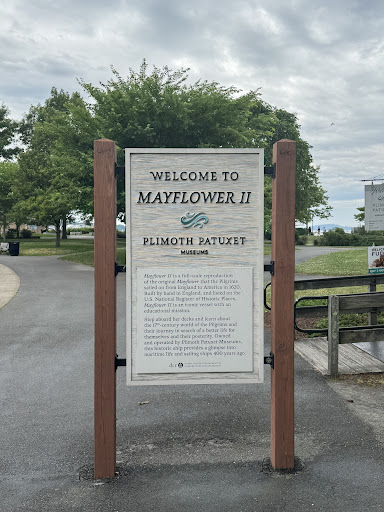 WELCOME TO
MAYFLOWER II
PLIMOTH PATUXET
MUSEUMS
Mayflower II is a full-scale reproduction
of the original Mayflower that the Pilgrims
sailed on from England to America in 1620.
Built by hand in England, and listed on the
U.S. National Register of Historic Places,
Mayflower II is an iconic vessel with an
educational mission.
Step aboard her decks and learn about
the 17th-century world of the Pilgrims and
their journey in search of a better life for
themselves and their posterity. Owned
and operated by Plimoth Patuxet Museums,
this historic ship provides a glimpse into
maritime life and sailing ships 400 years ago.
dcr